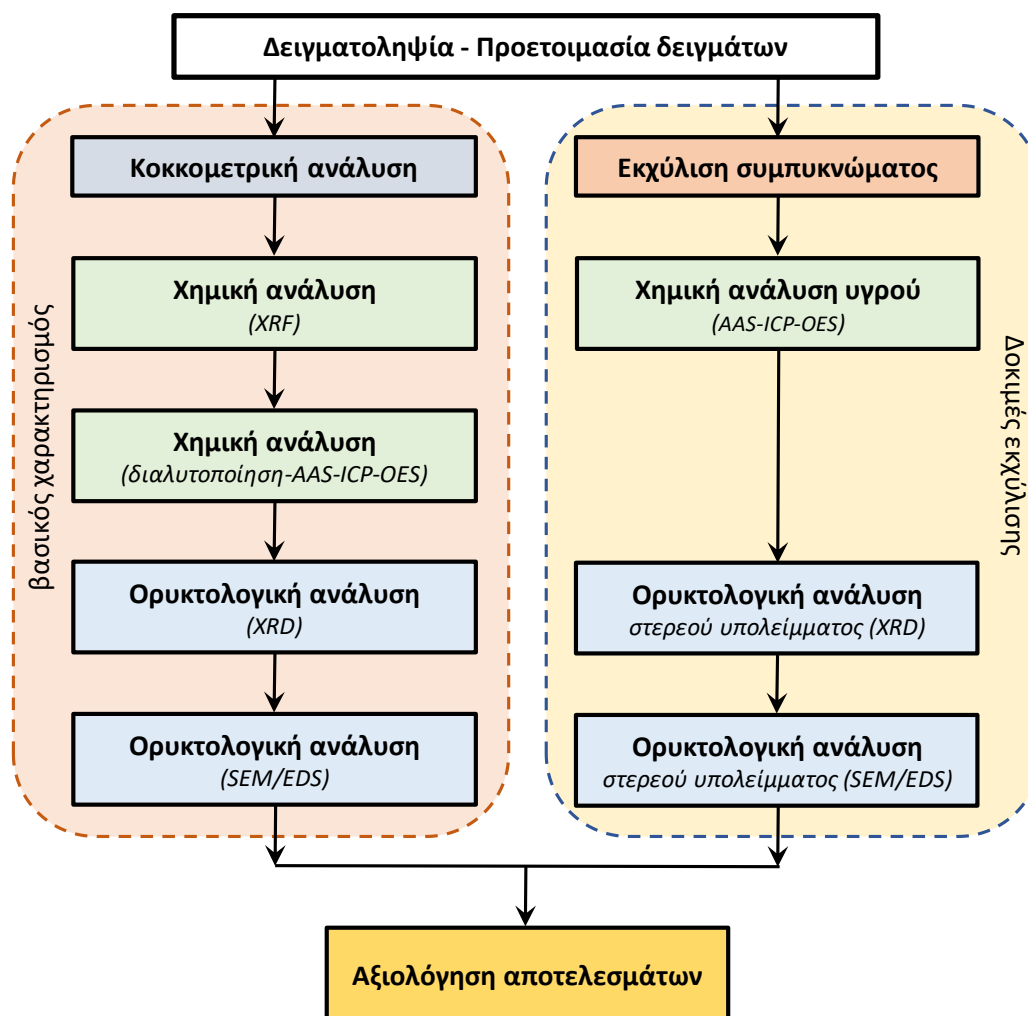 Δειγματοληψία - Προετοιμασία δειγμάτων
βασικός χαρακτηρισμός
Κοκκομετρική ανάλυση
Χημική ανάλυση
(XRF)
Χημική ανάλυση
(διαλυτοποίηση-AAS-ICP-OES)
Ορυκτολογική ανάλυση
(XRD)
Ορυκτολογική ανάλυση
(SEM/EDS)
Εκχύλιση συμπυκνώματος
Χημική ανάλυση υγρού
(AAS-ICP-OES)
Ορυκτολογική ανάλυση
στερεού υπολείμματος (XRD)
Ορυκτολογική ανάλυση
στερεού υπολείμματος (SEM/EDS)
Δοκιμές εκχύλισης
Αξιολόγηση αποτελεσμάτων